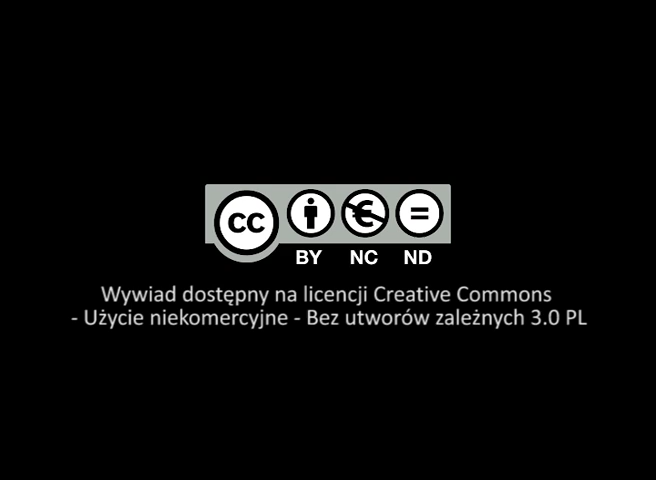 CC
BY NC ND
Wywiad dostępny na licencji Creative Commons
- Użycie niekomercyjne - Bez utworów zależnych 3.0 PL